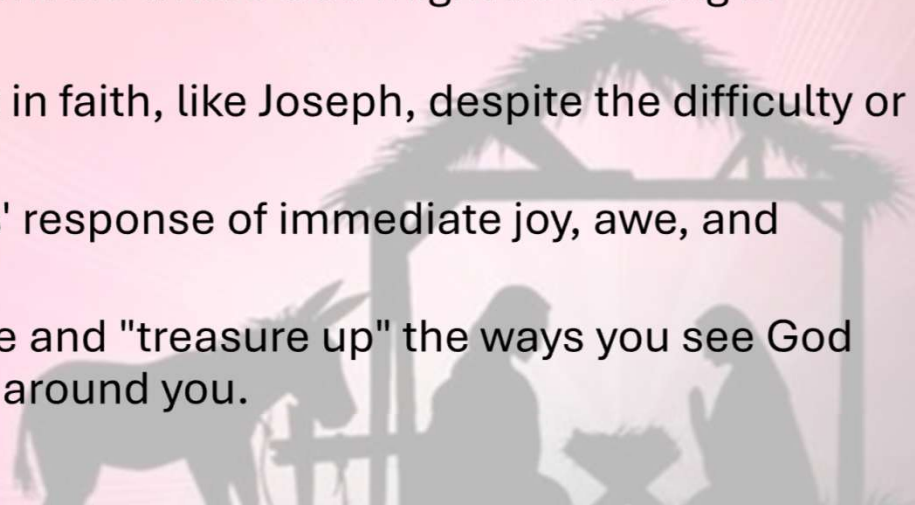 in faith, like Joseph, despite the difficulty or
' response of immediate joy, awe, and
e and "treasure up" the ways you see God
around you.